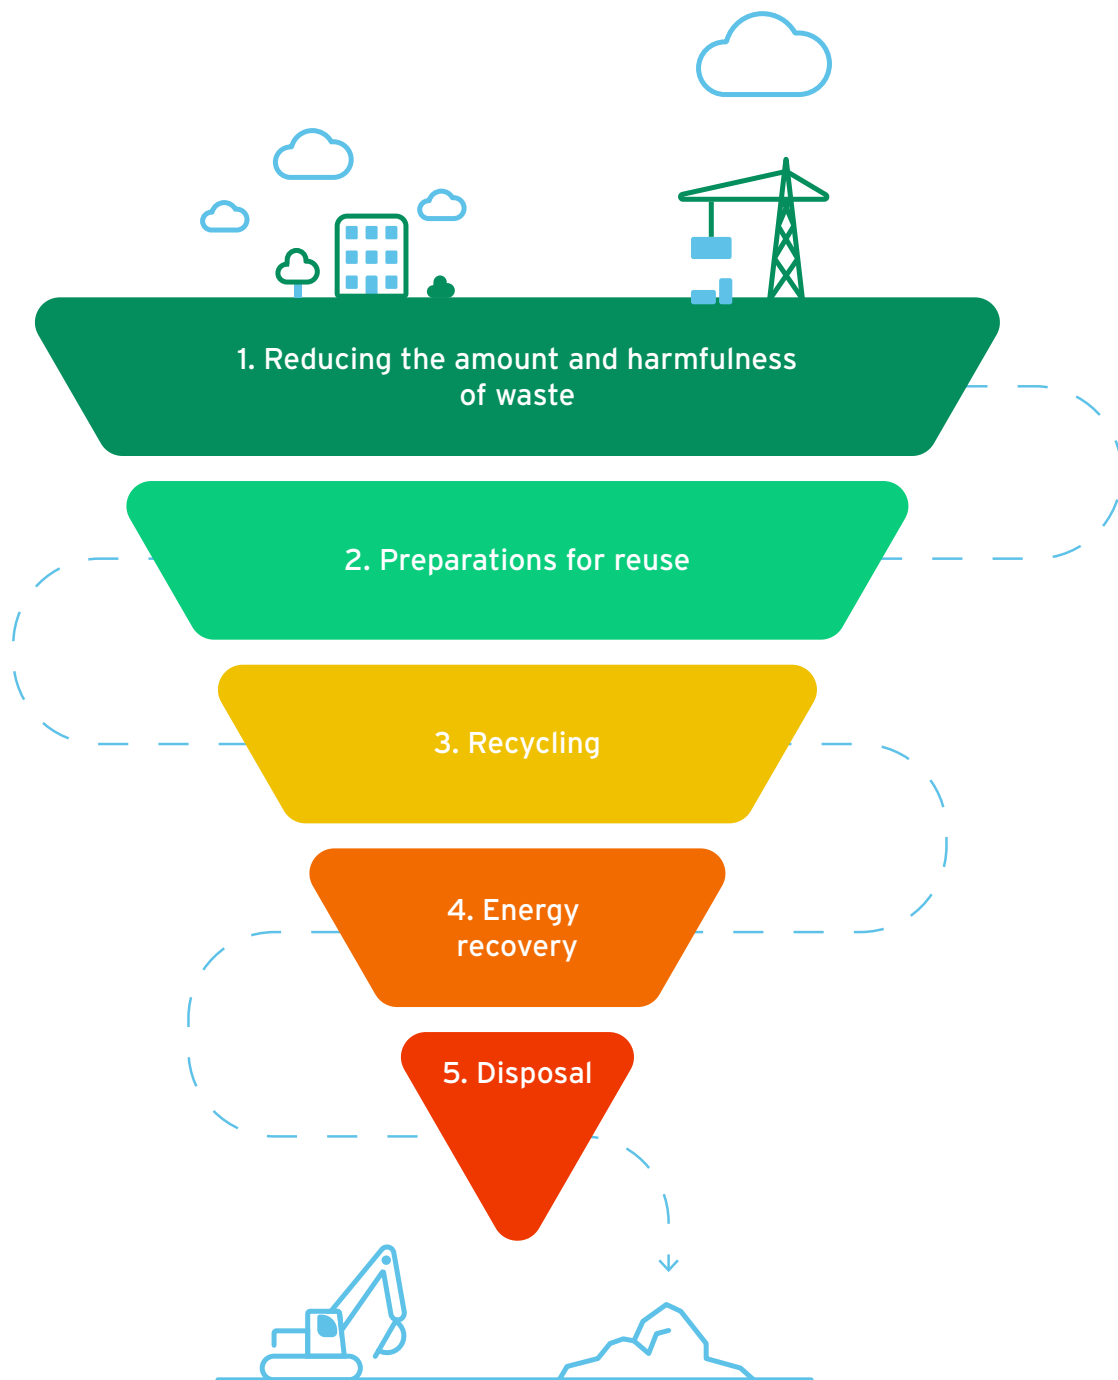 1. Reducing the amount and harmfulness
of waste
2. Preparations for reuse
3. Recycling
4. Energy
recovery
5. Disposal